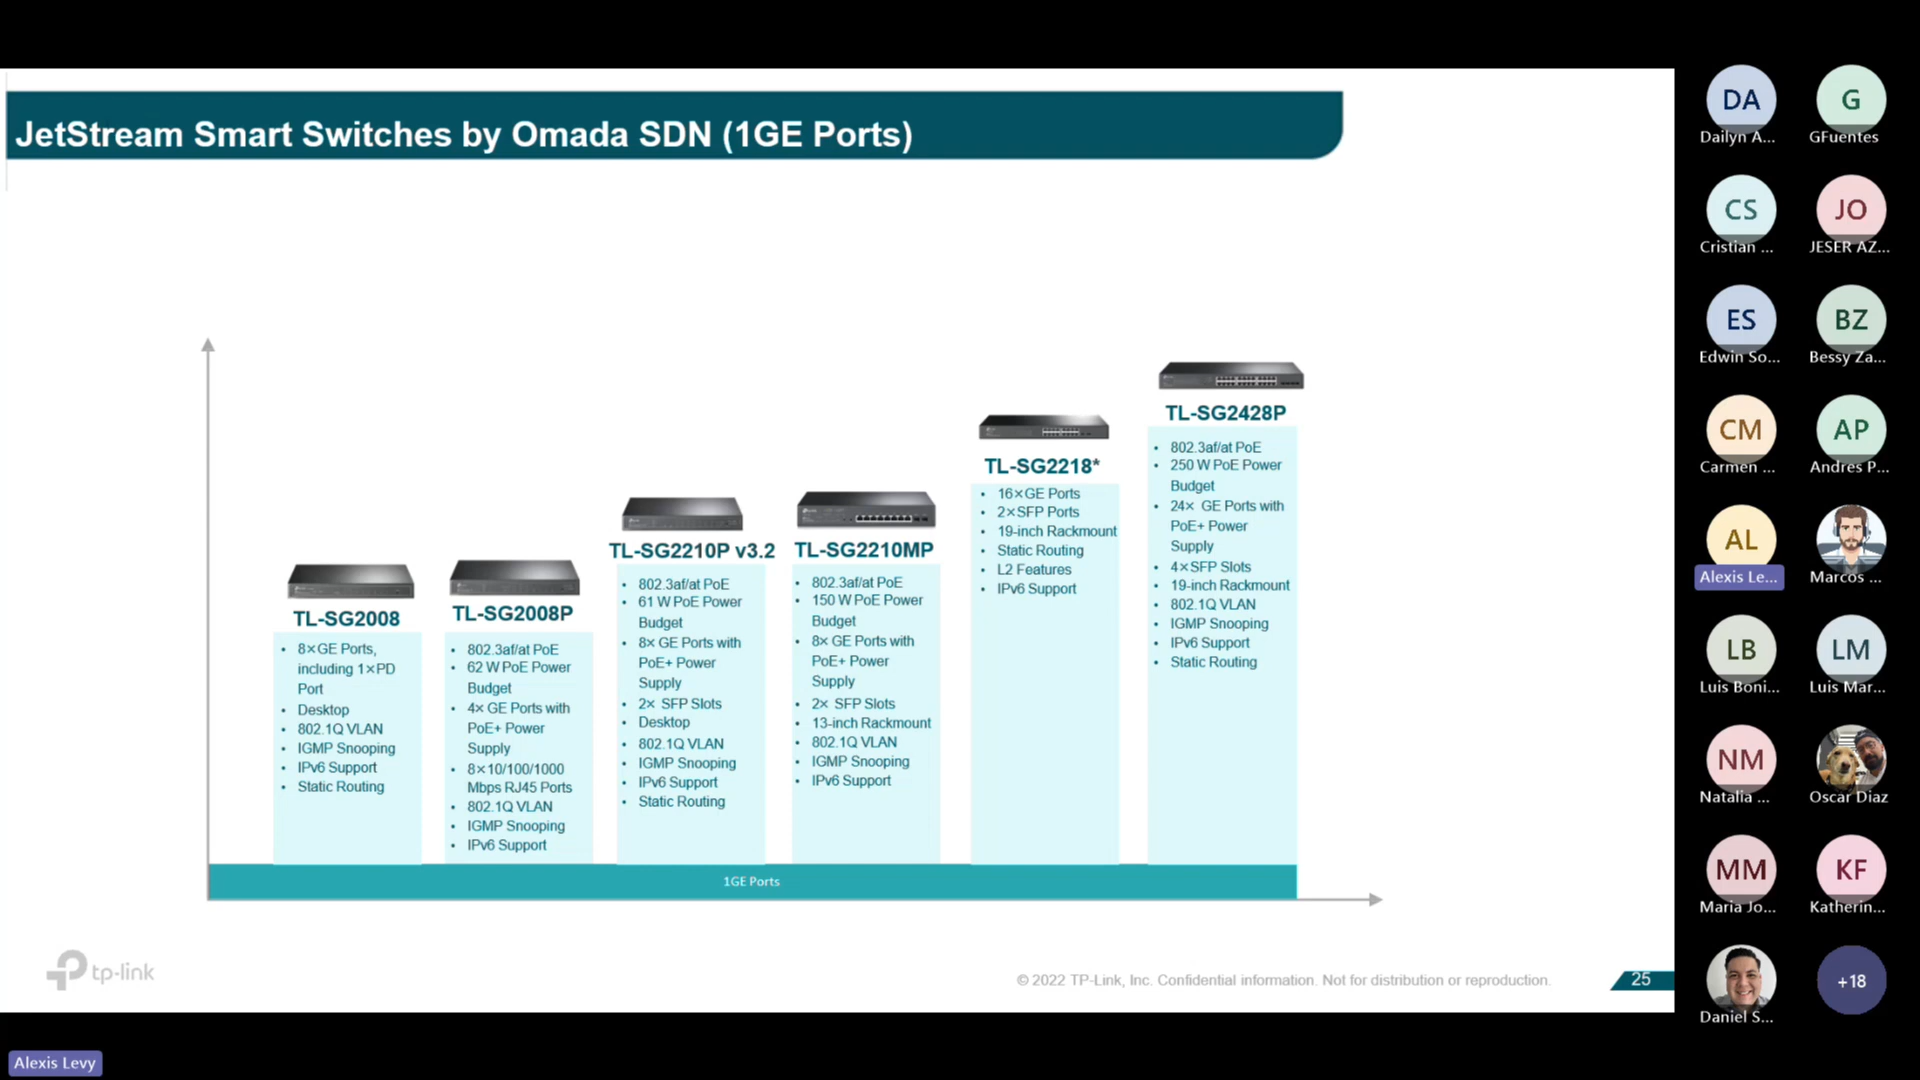 JetStream Smart Switches by Omada SDN (1GE Ports)
TL-SG2008
• 8×GE Ports,
including 1×PD
Port
• Desktop
• 802.1Q VLAN
• IGMP Snooping
• IPv6 Support
• Static Routing
TL-SG2008P
• 802.3af/at PoE
• 62 W PoE Power
Budget
• 4× GE Ports with
PoE+ Power
Supply
• 8×10/100/1000
Mbps RJ45 Ports
• 802.1Q VLAN
• IGMP Snooping
• IPv6 Support
TL-SG2210P v3.2
• 802.3af/at PoE
• 61 W PoE Power
Budget
• 8× GE Ports with
PoE+ Power
Supply
• 2× SFP Slots
• Desktop
• 802.1Q VLAN
• IGMP Snooping
• IPv6 Support
• Static Routing
TL-SG2210MP
• 802.3af/at PoE
• 150 W PoE Power
Budget
• 8× GE Ports with
PoE+ Power
Supply
• 2× SFP Slots
• 13-inch Rackmount
• 802.1Q VLAN
• IGMP Snooping
• IPv6 Support
TL-SG2218*
• 16×GE Ports
• 2×SFP Ports
• 19-inch Rackmount
• Static Routing
• L2 Features
• IPv6 Support
TL-SG2428P
• 802.3af/at PoE
• 250 W PoE Power
Budget
• 24× GE Ports with
PoE+ Power
Supply
• 4×SFP Slots
• 19-inch Rackmount
• 802.1Q VLAN
• IGMP Snooping
• IPv6 Support
• Static Routing
1GE Ports
tp-link
© 2022 TP-Link, Inc. Confidential information. Not for distribution or reproduction.
25
DA
Dailyn A...
G
GFuentes
CS
Cristian ...
JO
JESER AZ...
ES
Edwin So...
BZ
Bessy Za...
CM
Carmen ...
AP
Andres P...
AL
Alexis Le...
Marcos ...
LB
Luis Boni...
LM
Luis Mar...
NM
Natalia ...
Oscar Diaz
MM
Maria Jo...
KF
Katherin...
Daniel S...
+18
Alexis Levy